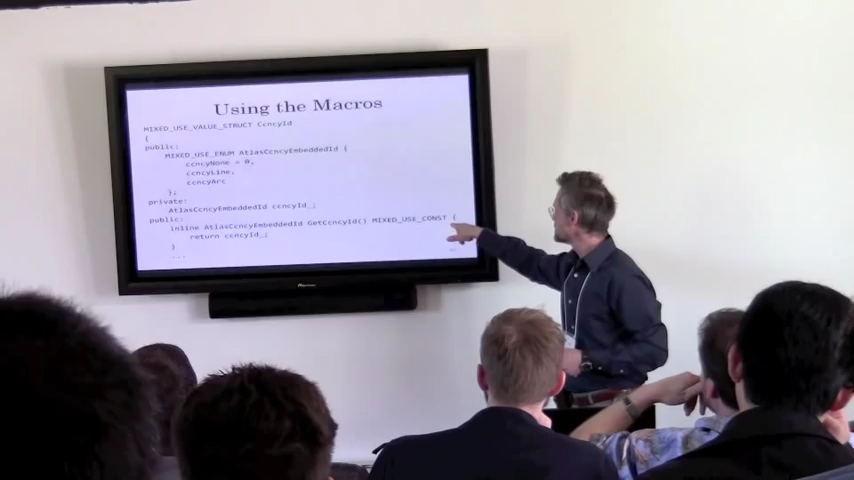 Using the Macros
MIXED_USE_VALUE_STRUCT CcncyId
{
public:
MIXED_USE_ENUM AtlasCcncyEmbeddedId {
ccncyNone = 0,
ccncyLine,
ccncyArc
};
private:
AtlasCcncyEmbeddedId ccncyId_;
public:
inline AtlasCcncyEmbeddedId GetCcncyId() MIXED_USE_CONST {
return ccncyId_;
}
...